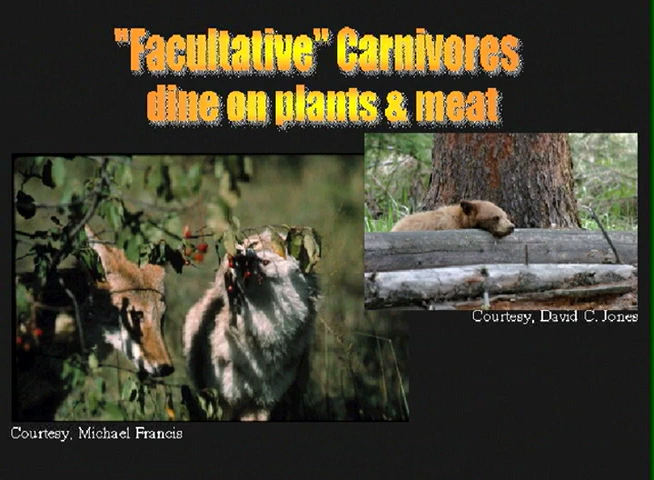 "Facultative" Carnivores
dine on plants & meat
Courtesy, David C. Jones
Courtesy, Michael Francis